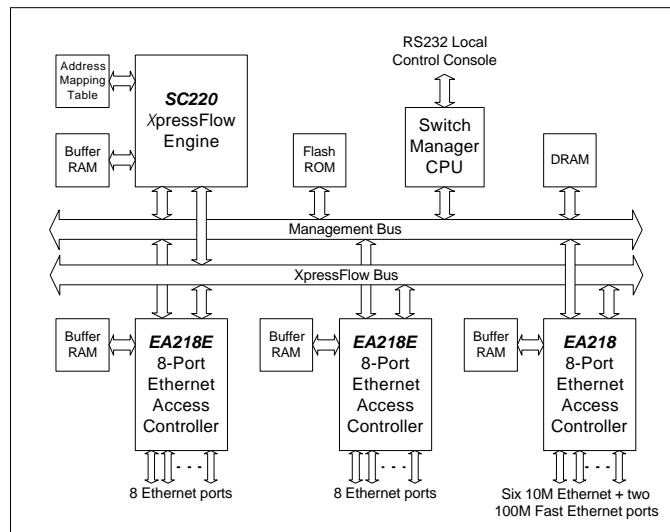 RS232 Local
Control Console
Address
Mapping
Table
SC220
XpressFlow
Engine
Buffer
RAM
Flash
ROM
Switch
Manager
CPU
DRAM
Management Bus
XpressFlow Bus
Buffer
RAM
EA218E
8-Port
Ethernet
Access
Controller
Buffer
RAM
EA218E
8-Port
Ethernet
Access
Controller
Buffer
RAM
EA218
8-Port
Ethernet
Access
Controller
8 Ethernet ports
8 Ethernet ports
Six 10M Ethernet + two
100M Fast Ethernet ports